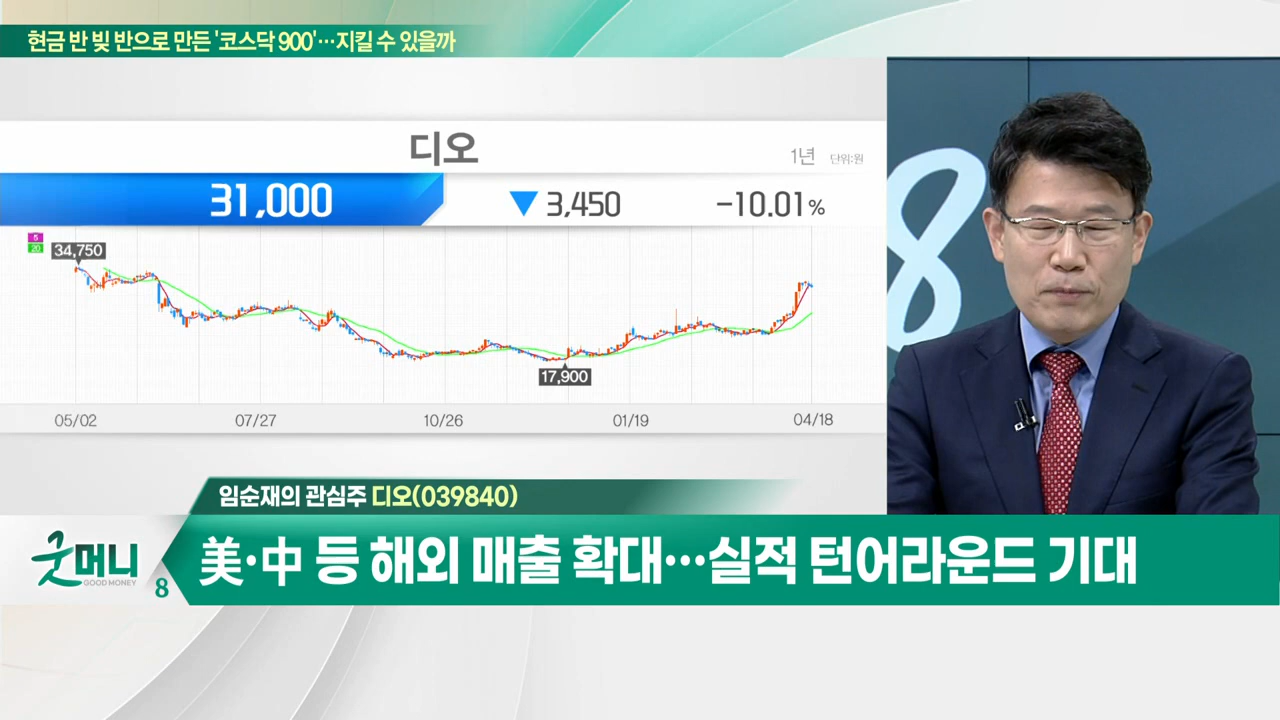 현금 반 빚 반으로 만든 '코스닥 900'…지킬 수 있을까
디오
1년 단위:원
31,000 ▼ 3,450 -10.01%
5
20
34,750
17,900
05/02 07/27 10/26 01/19 04/18
8
임순재의 관심주 디오(039840)
굿머니
GOOD MONEY
8
美·中 등 해외 매출 확대…실적 턴어라운드 기대